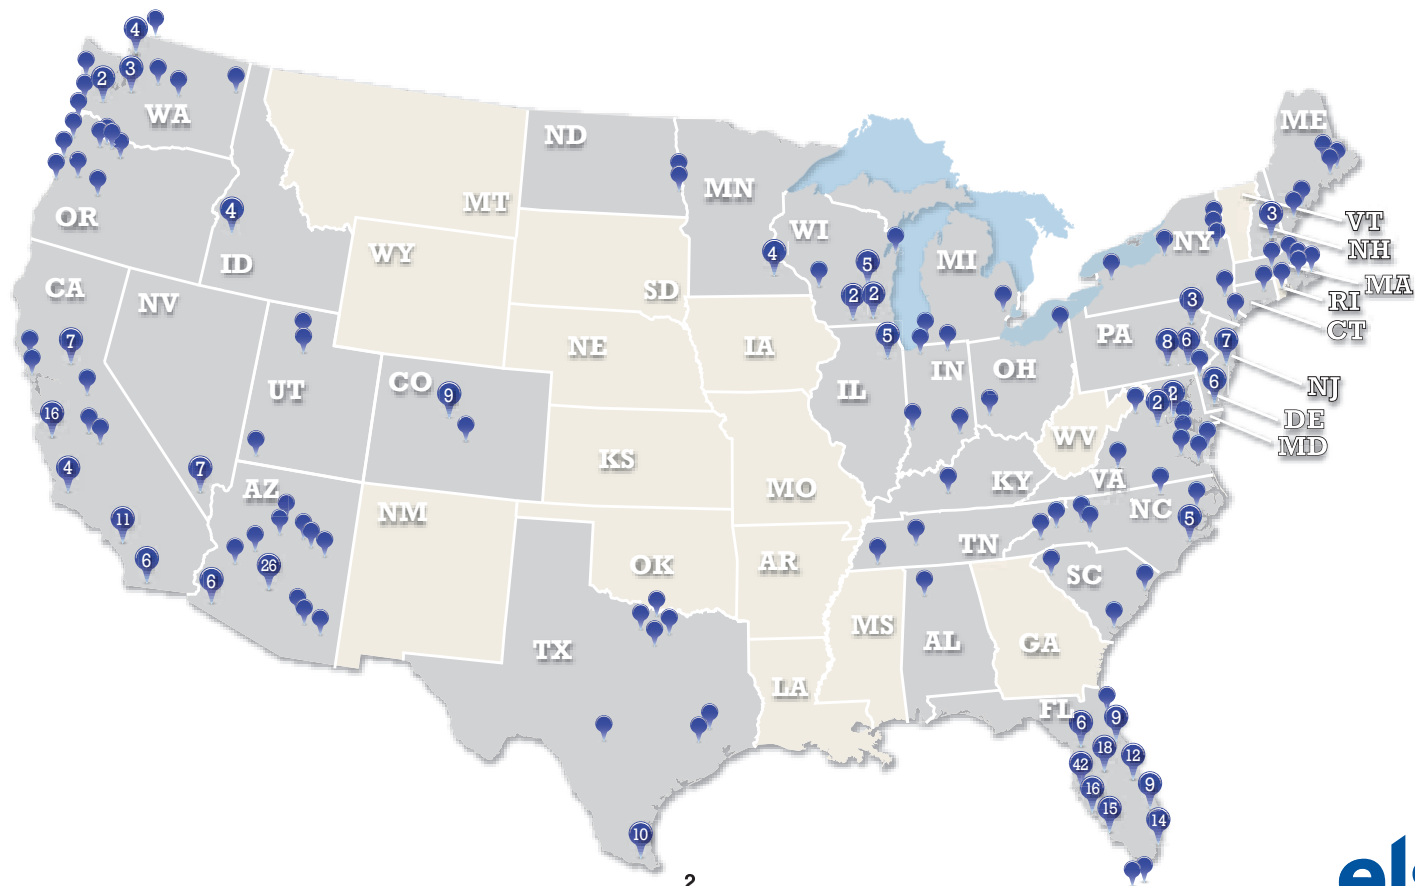 4
2
3
WA
ME
ND
MN
OR
4
ID
MT
WY
WI
4
5
2
2
MI
NY
3
VT
NH
MA
RI
CT
CA
NV
SD
7
NE
IA
5
3
PA
8
6
7
UT
CO
9
IL
IN
OH
6
NJ
16
2
2
DE
MD
4
7
KS
WV
AZ
NM
MO
KY
VA
11
NC
5
6
6
26
OK
AR
TN
SC
TX
MS
AL
GA
LA
FL
6
9
18
12
42
16
9
15
14
10
2